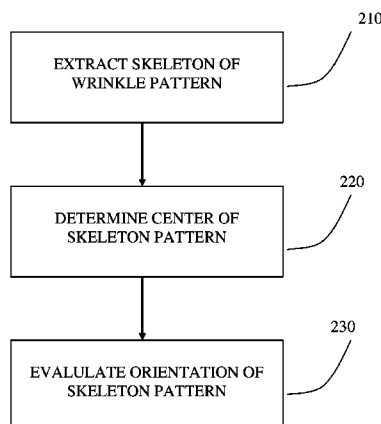 210
EXTRACT SKELETON OF
WRINKLE PATTERN
220
DETERMINE CENTER OF
SKELETON PATTERN
230
EVALULATE ORIENTATION OF
SKELETON PATTERN